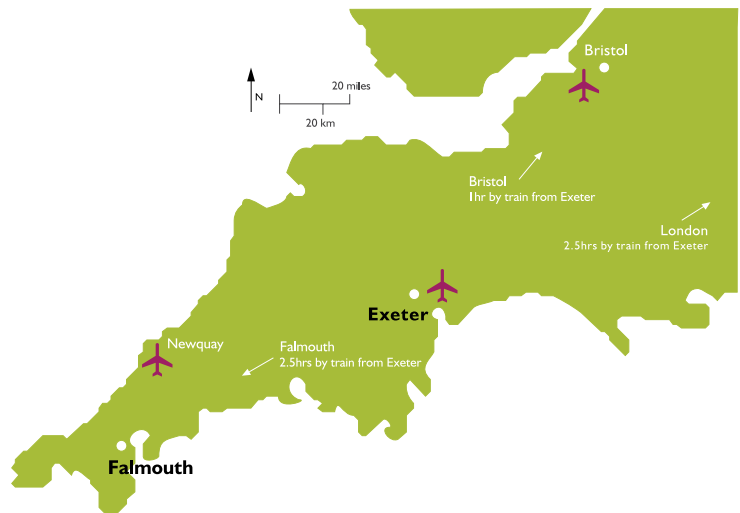 Bristol
20 miles
N
20 km
Bristol
1hr by train from Exeter
London
2.5hrs by train from Exeter
Exeter
Newquay
Falmouth
2.5hrs by train from Exeter
Falmouth